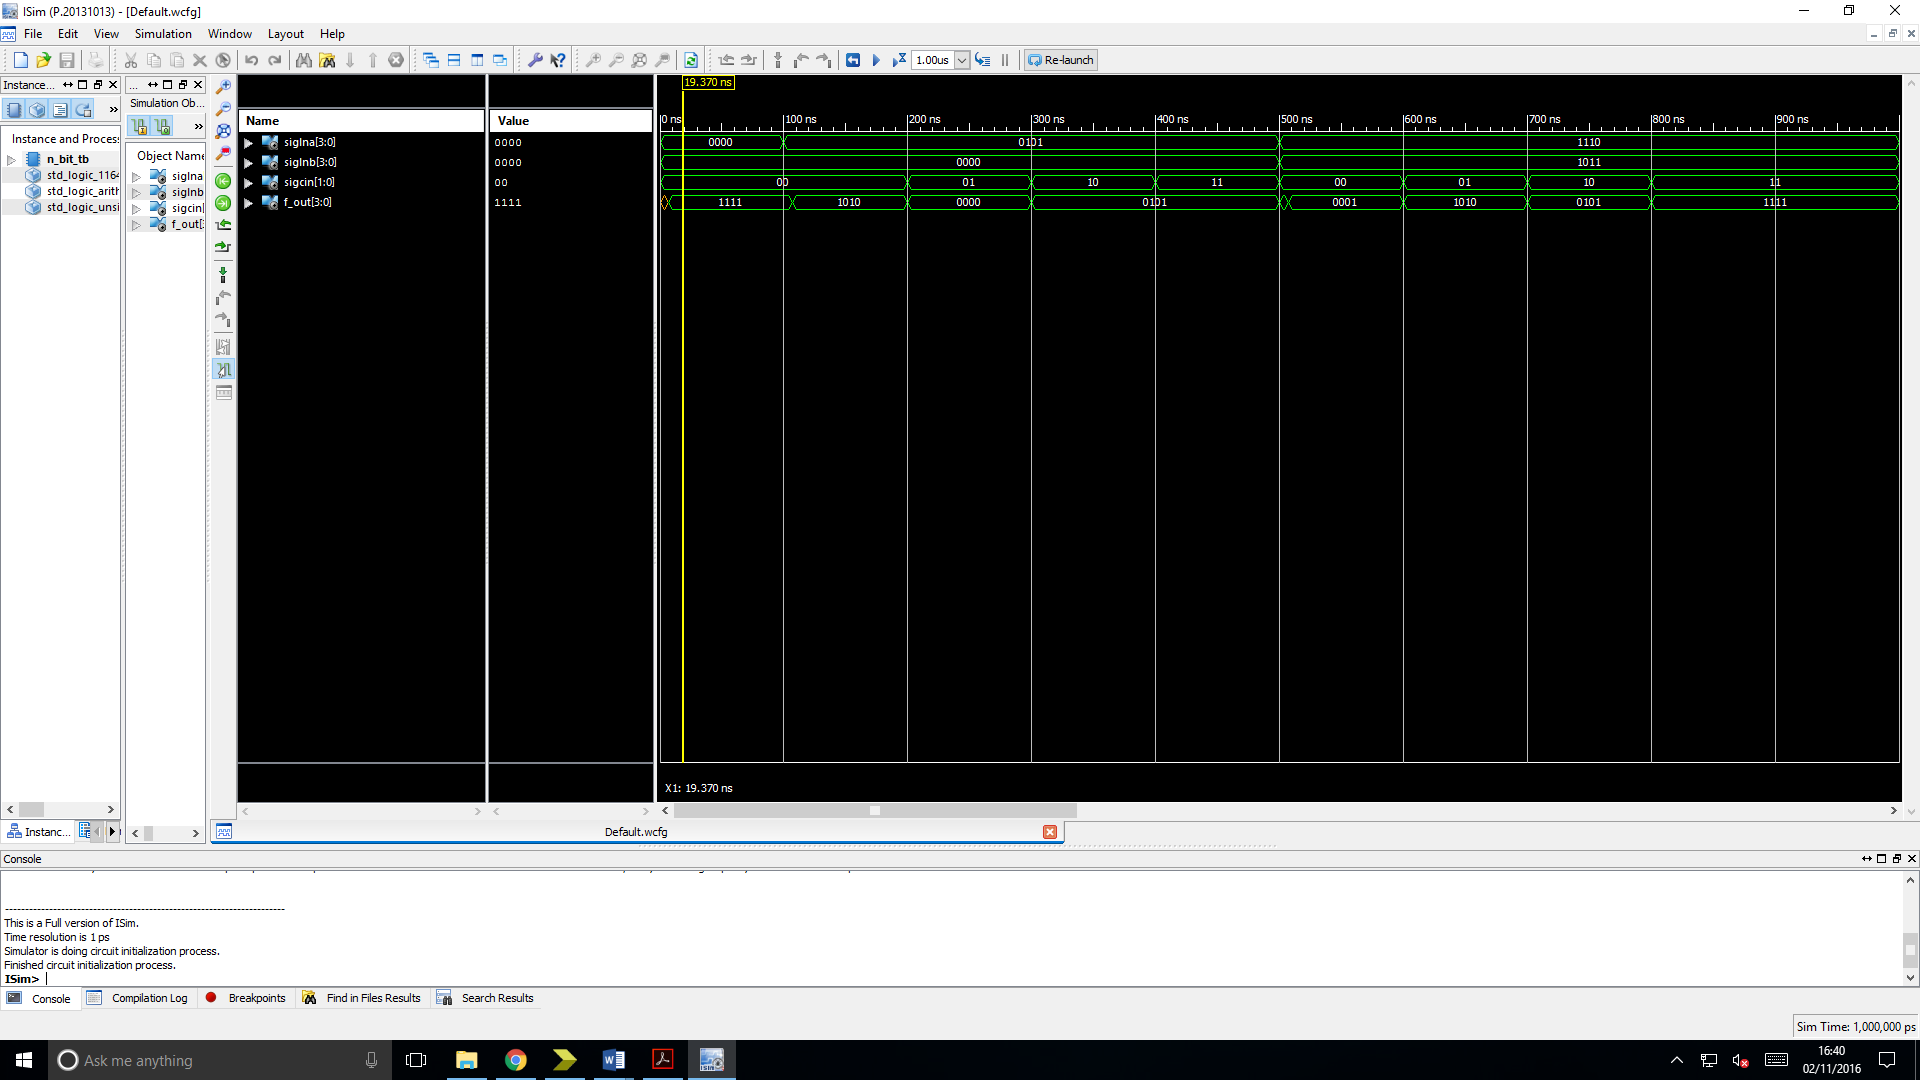 ISim (P.20131013) - [Default.wcfg]
File Edit View Simulation Window Layout Help
1.00us Re-launch
Instance... ... 19.370 ns
Simulation Ob...
Name Value 0 ns 100 ns 200 ns 300 ns 400 ns 500 ns 600 ns 700 ns 800 ns 900 ns
Instance and Proces
Object Name
n_bit_tb
std_logic_1164
std_logic_arith
std_logic_unsi
sigIna
sigInb
sigcin[
f_out[
sigIna[3:0] 0000 0000 0101 1110
sigInb[3:0] 0000 0000 1011
sigcin[1:0] 00 00 01 10 11 00 01 10 11
f_out[3:0] 1111 1111 1010 0000 0101 0001 1010 0101 1111
X1: 19.370 ns
Instanc... Default.wcfg
Console
This is a Full version of ISim.
Time resolution is 1 ps
Simulator is doing circuit initialization process.
Finished circuit initialization process.
ISim>
Console Compilation Log Breakpoints Find in Files Results Search Results
Sim Time: 1,000,000 ps
Ask me anything
ISIM
16:40
02/11/2016